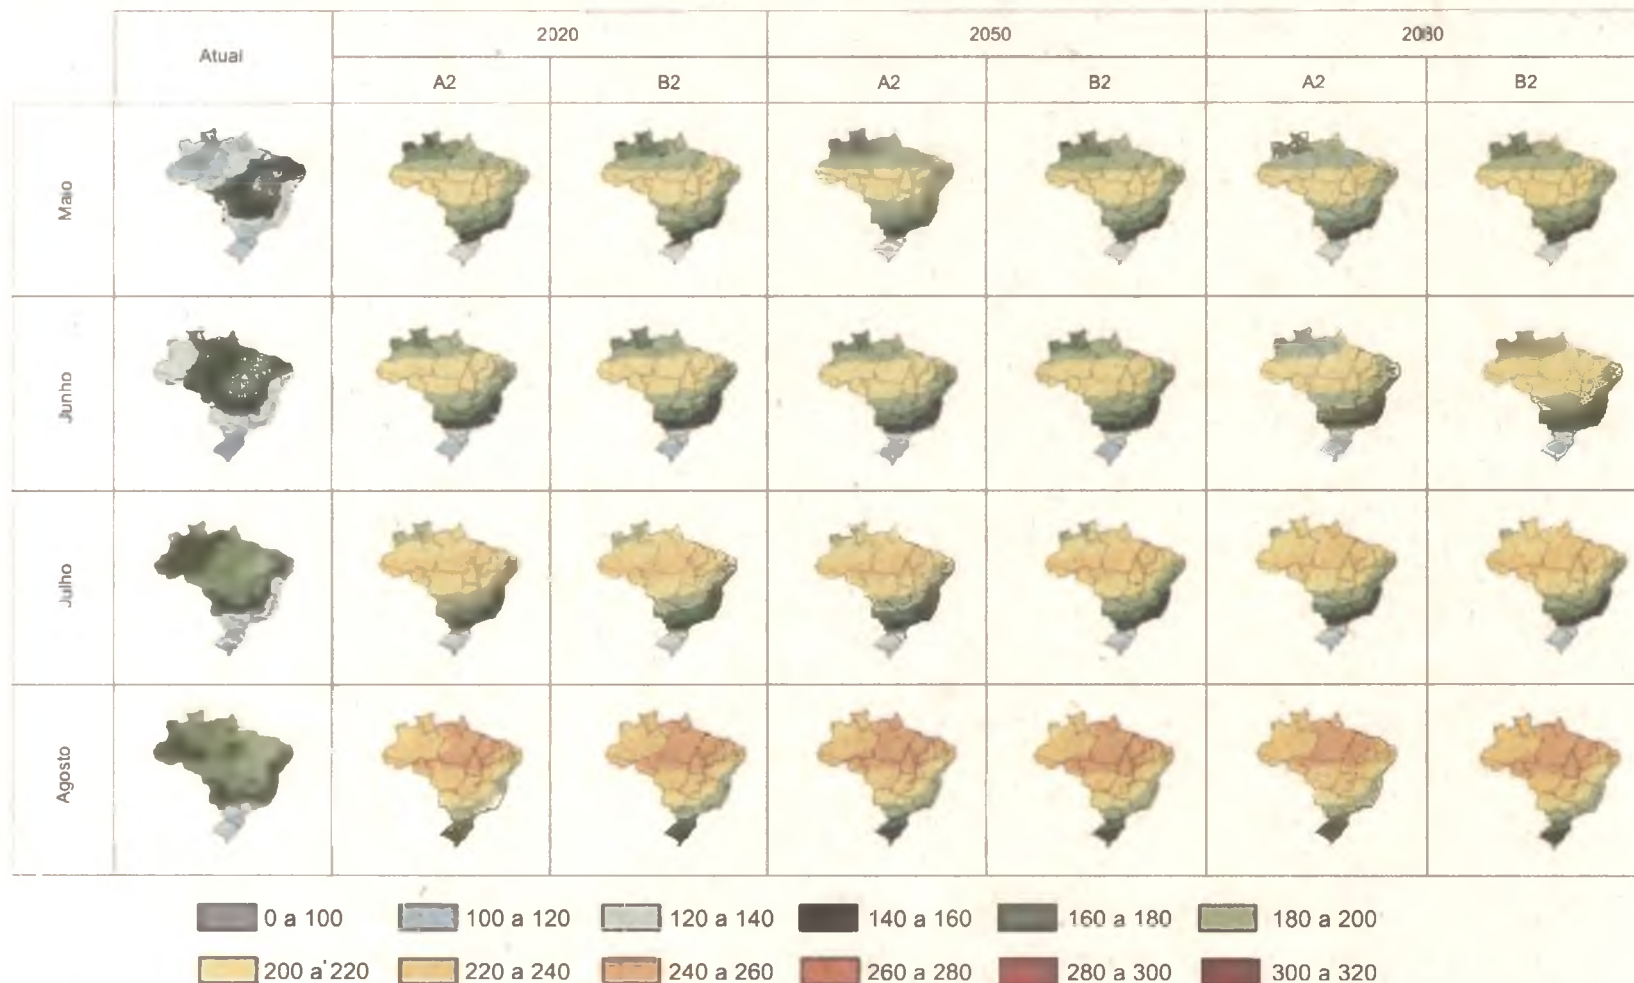 Atual 2020 2050 2080
A2 B2 A2 B2 A2 B2
Maio
Junho
Julho
Agosto
0 a 100 100 a 120 120 a 140 140 a 160 160 a 180 180 a 200
200 a 220 220 a 240 240 a 260 260 a 280 280 a 300 300 a 320